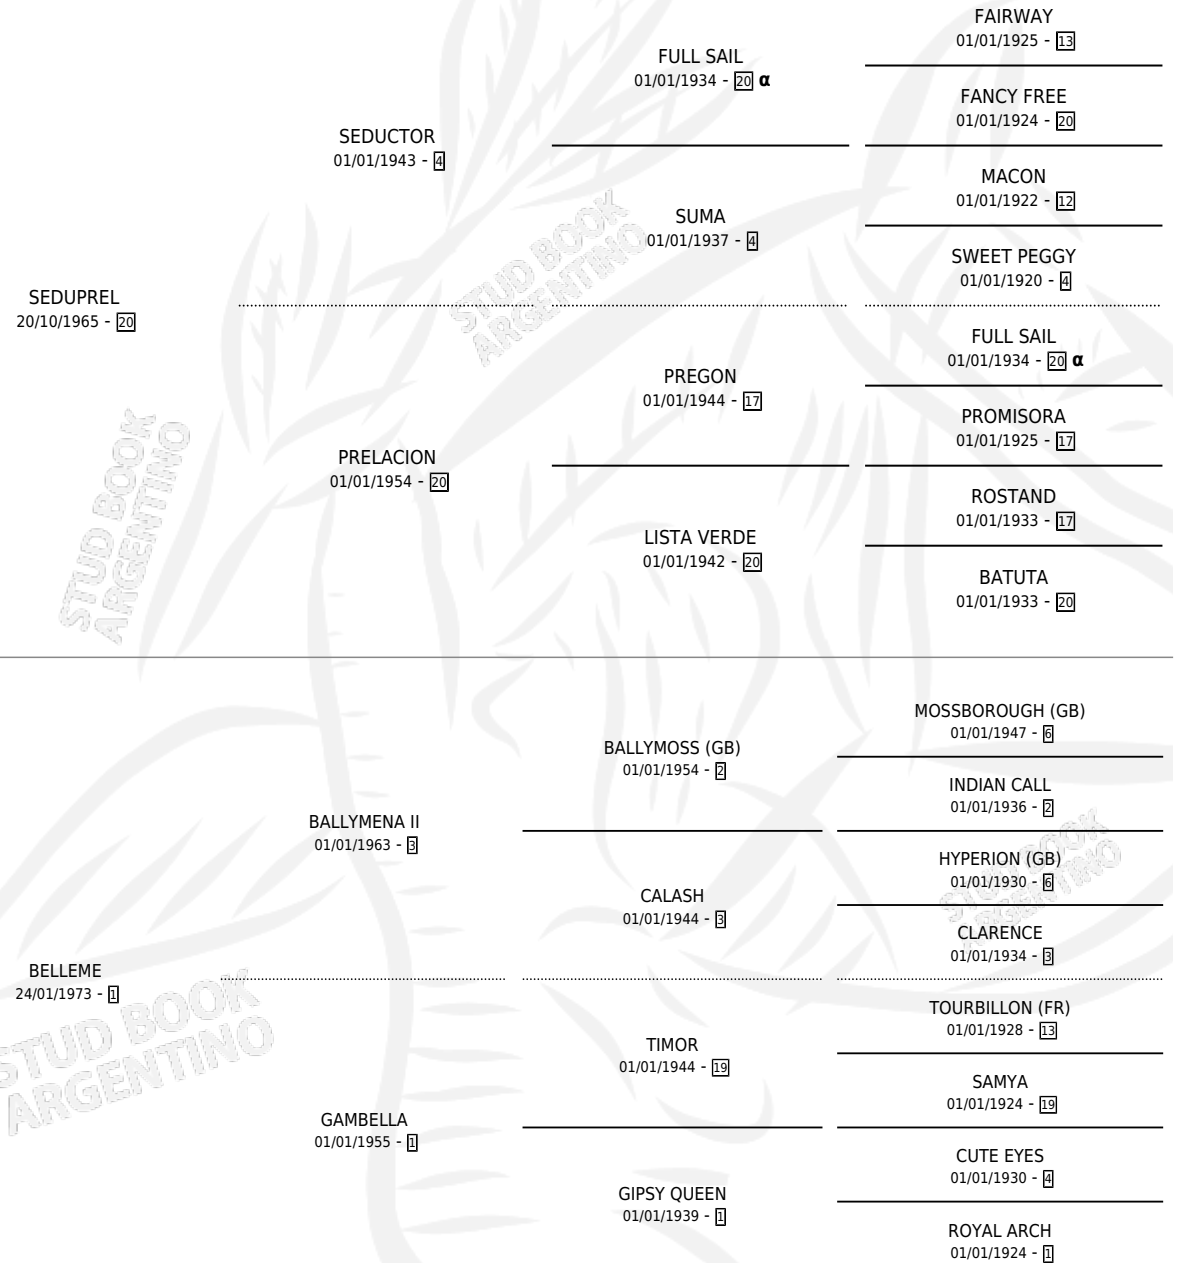 FAIRWAY
01/01/1925 - 13
FULL SAIL
01/01/1934 - 20 α
FANCY FREE
01/01/1924 - 20
SEDUCTOR
01/01/1943 - 4
MACON
01/01/1922 - 12
SUMA
01/01/1937 - 4
SWEET PEGGY
01/01/1920 - 4
SEDUPREL
20/10/1965 - 20
FULL SAIL
01/01/1934 - 20 α
PREGON
01/01/1944 - 17
PROMISORA
01/01/1925 - 17
PRELACION
01/01/1954 - 20
ROSTAND
01/01/1933 - 17
LISTA VERDE
01/01/1942 - 20
BATUTA
01/01/1933 - 20
MOSSBOROUGH (GB)
01/01/1947 - 6
BALLYMOSS (GB)
01/01/1954 - 2
INDIAN CALL
01/01/1936 - 2
BALLYMENA II
01/01/1963 - 3
HYPERION (GB)
01/01/1930 - 6
CALASH
01/01/1944 - 3
CLARENCE
01/01/1934 - 3
BELLEME
24/01/1973 - 1
TOURBILLON (FR)
01/01/1928 - 13
TIMOR
01/01/1944 - 19
SAMYA
01/01/1924 - 19
GAMBELLA
01/01/1955 - 1
CUTE EYES
01/01/1930 - 4
GIPSY QUEEN
01/01/1939 - 1
ROYAL ARCH
01/01/1924 - 1
STUD BOOK
ARGENTINO
STUD BOOK
ARGENTINO
STUD BOOK
ARGENTINO
STUD BOOK
ARGENTINO